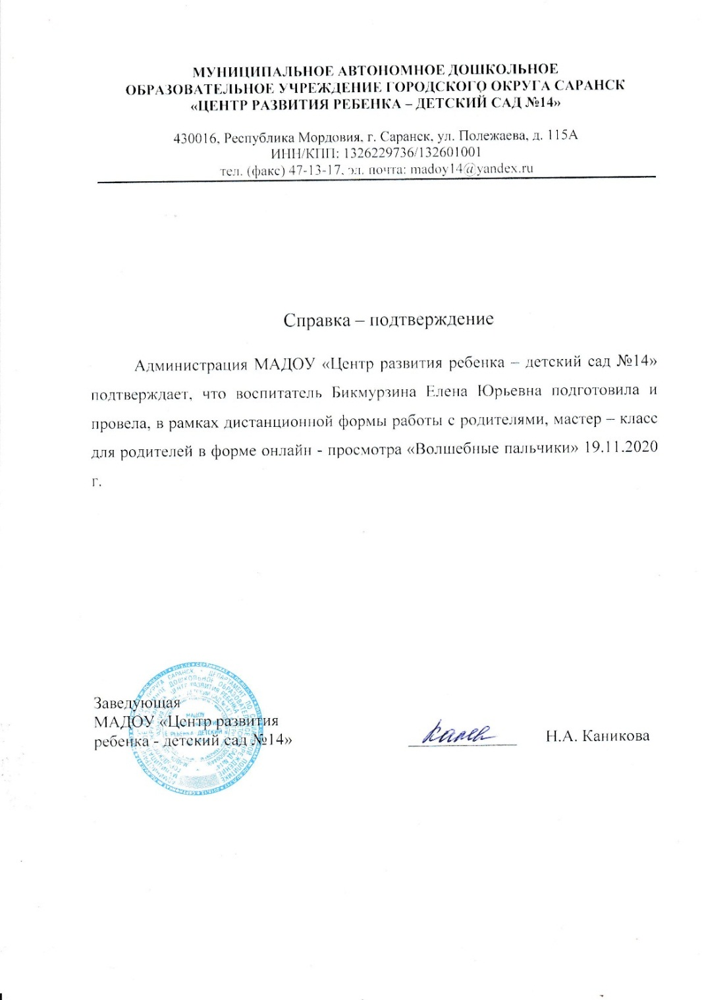 МУНИЦИПАЛЬНОЕ АВТОНОМНОЕ ДОШКОЛЬНОЕ
ОБРАЗОВАТЕЛЬНОЕ УЧРЕЖДЕНИЕ ГОРОДСКОГО ОКРУГА САРАНСК
«ЦЕНТР РАЗВИТИЯ РЕБЕНКА – ДЕТСКИЙ САД №14»
430016, Республика Мордовия, г. Саранск, ул. Полежаева, д. 115А
ИНН/КПП: 1326229736/132601001
тел. (факс) 47-13-17, эл. почта: madoy14@yandex.ru
Справка – подтверждение
Администрация МАДОУ «Центр развития ребенка – детский сад №14»
подтверждает, что воспитатель Бикмурзина Елена Юрьевна подготовила и
провела, в рамках дистанционной формы работы с родителями, мастер – класс
для родителей в форме онлайн - просмотра «Волшебные пальчики» 19.11.2020
г.
Заведующая
МАДОУ «Центр развития
ребенка - детский сад №14»
Н.А. Каникова